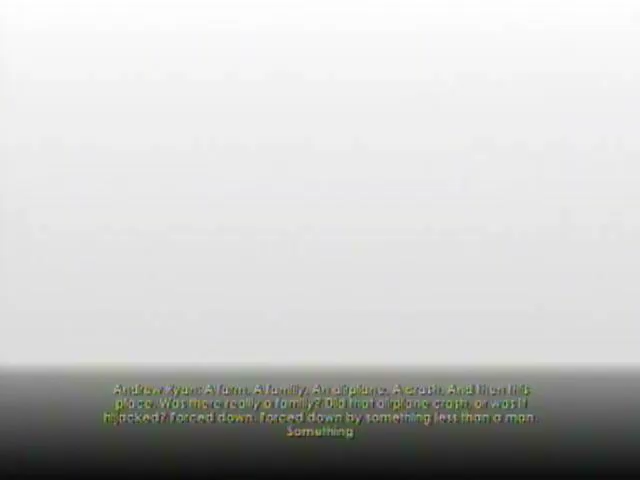 Andrew Ryan: A farm. A family. An airplane. A crash. And then this
place. Was there really a family? Did that airplane crash, or was it
hijacked? Forced down. Forced down by something less than a man.
Something